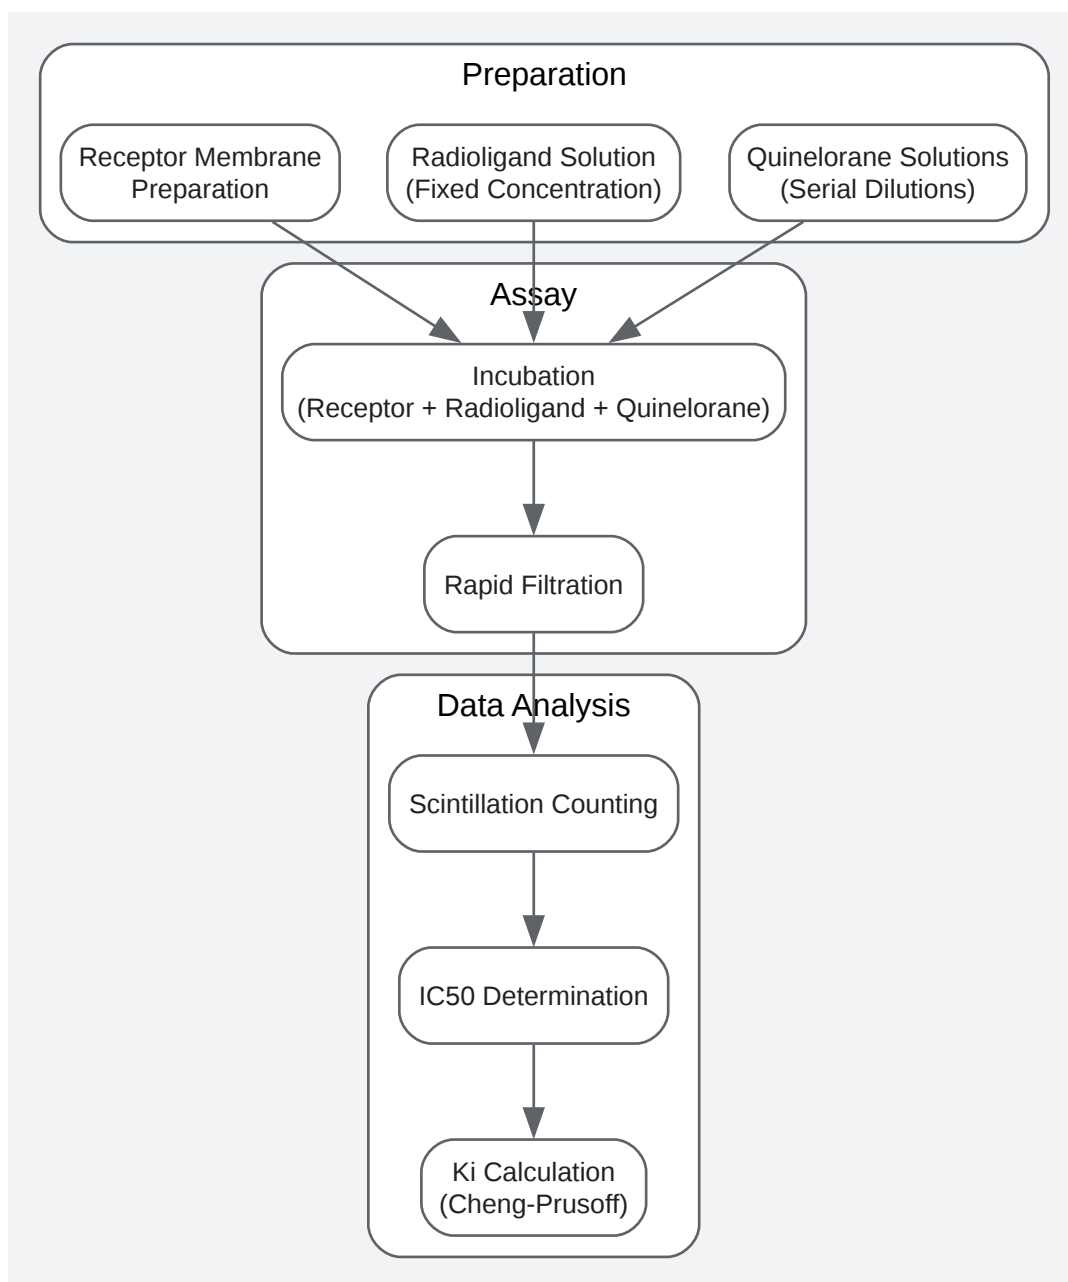 Preparation
Receptor Membrane
Preparation
Radioligand Solution
(Fixed Concentration)
Quinelorane Solutions
(Serial Dilutions)
Assay
Incubation
(Receptor + Radioligand + Quinelorane)
Rapid Filtration
Data Analysis
Scintillation Counting
IC50 Determination
Ki Calculation
(Cheng-Prusoff)